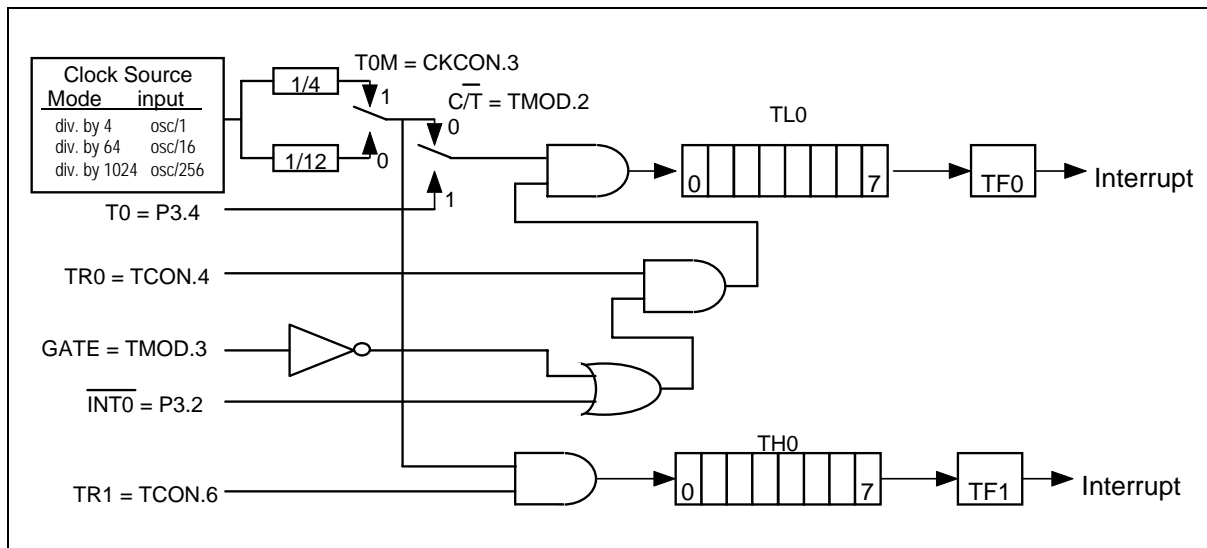 Clock Source
Mode input
div. by 4 osc/1
div. by 64 osc/16
div. by 1024 osc/256
1/4
1/12
T0M = CKCON.3
1
0
C/T̅ = TMOD.2
0
1
T0 = P3.4
TL0
0 7
TF0
Interrupt
TR0 = TCON.4
GATE = TMOD.3
I̅N̅T̅0̅ = P3.2
TR1 = TCON.6
TH0
0 7
TF1
Interrupt